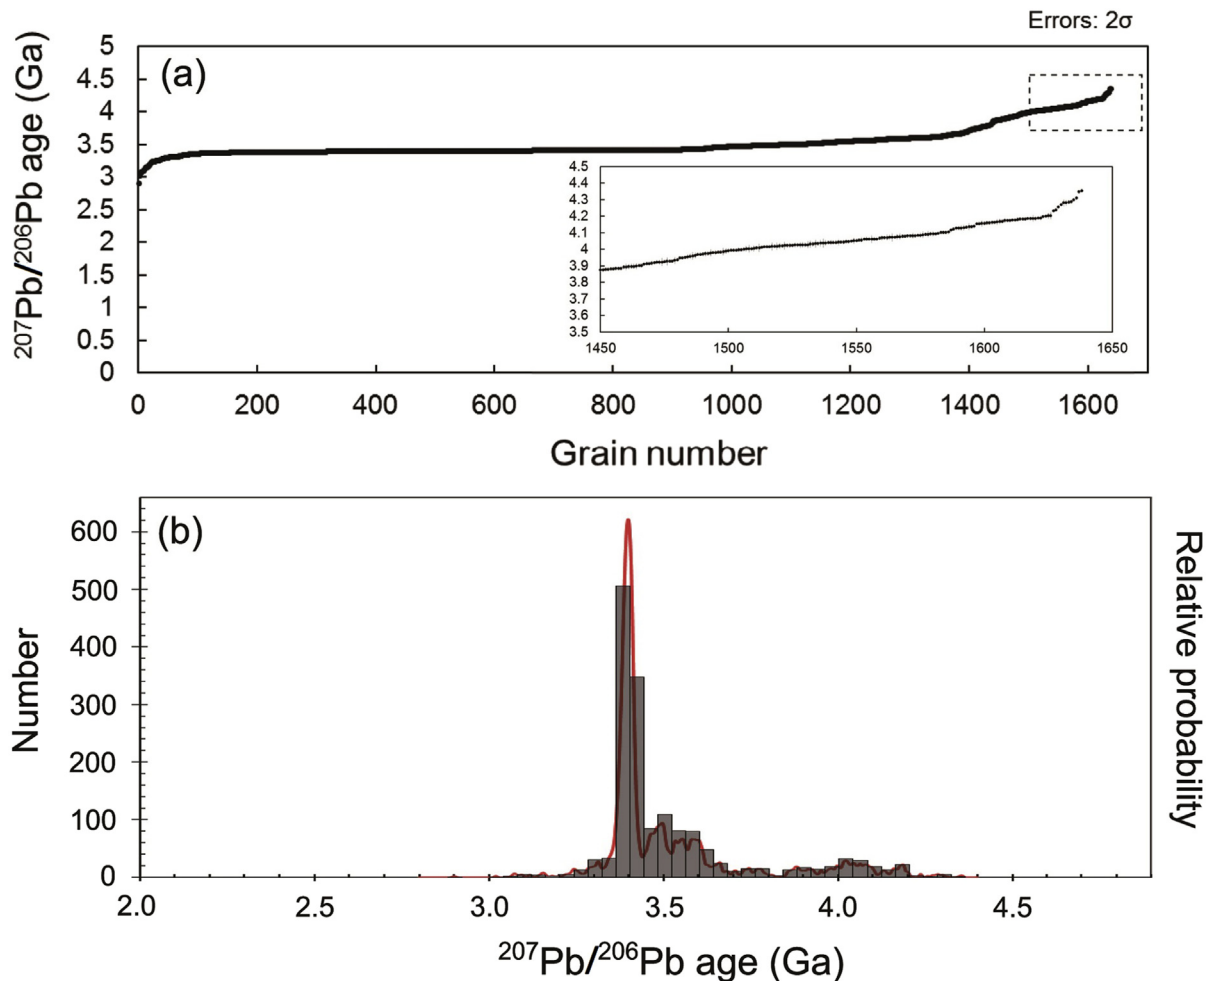 Errors: 2σ
(a)
207Pb/206Pb age (Ga)
5
4.5
4
3.5
3
2.5
2
1.5
1
0.5
0
4.5
4.4
4.3
4.2
4.1
4
3.9
3.8
3.7
3.6
3.5
1450 1500 1550 1600 1650
0 200 400 600 800 1000 1200 1400 1600
Grain number
(b)
Number
600
500
400
300
200
100
0
Relative probability
2.0 2.5 3.0 3.5 4.0 4.5
207Pb/206Pb age (Ga)